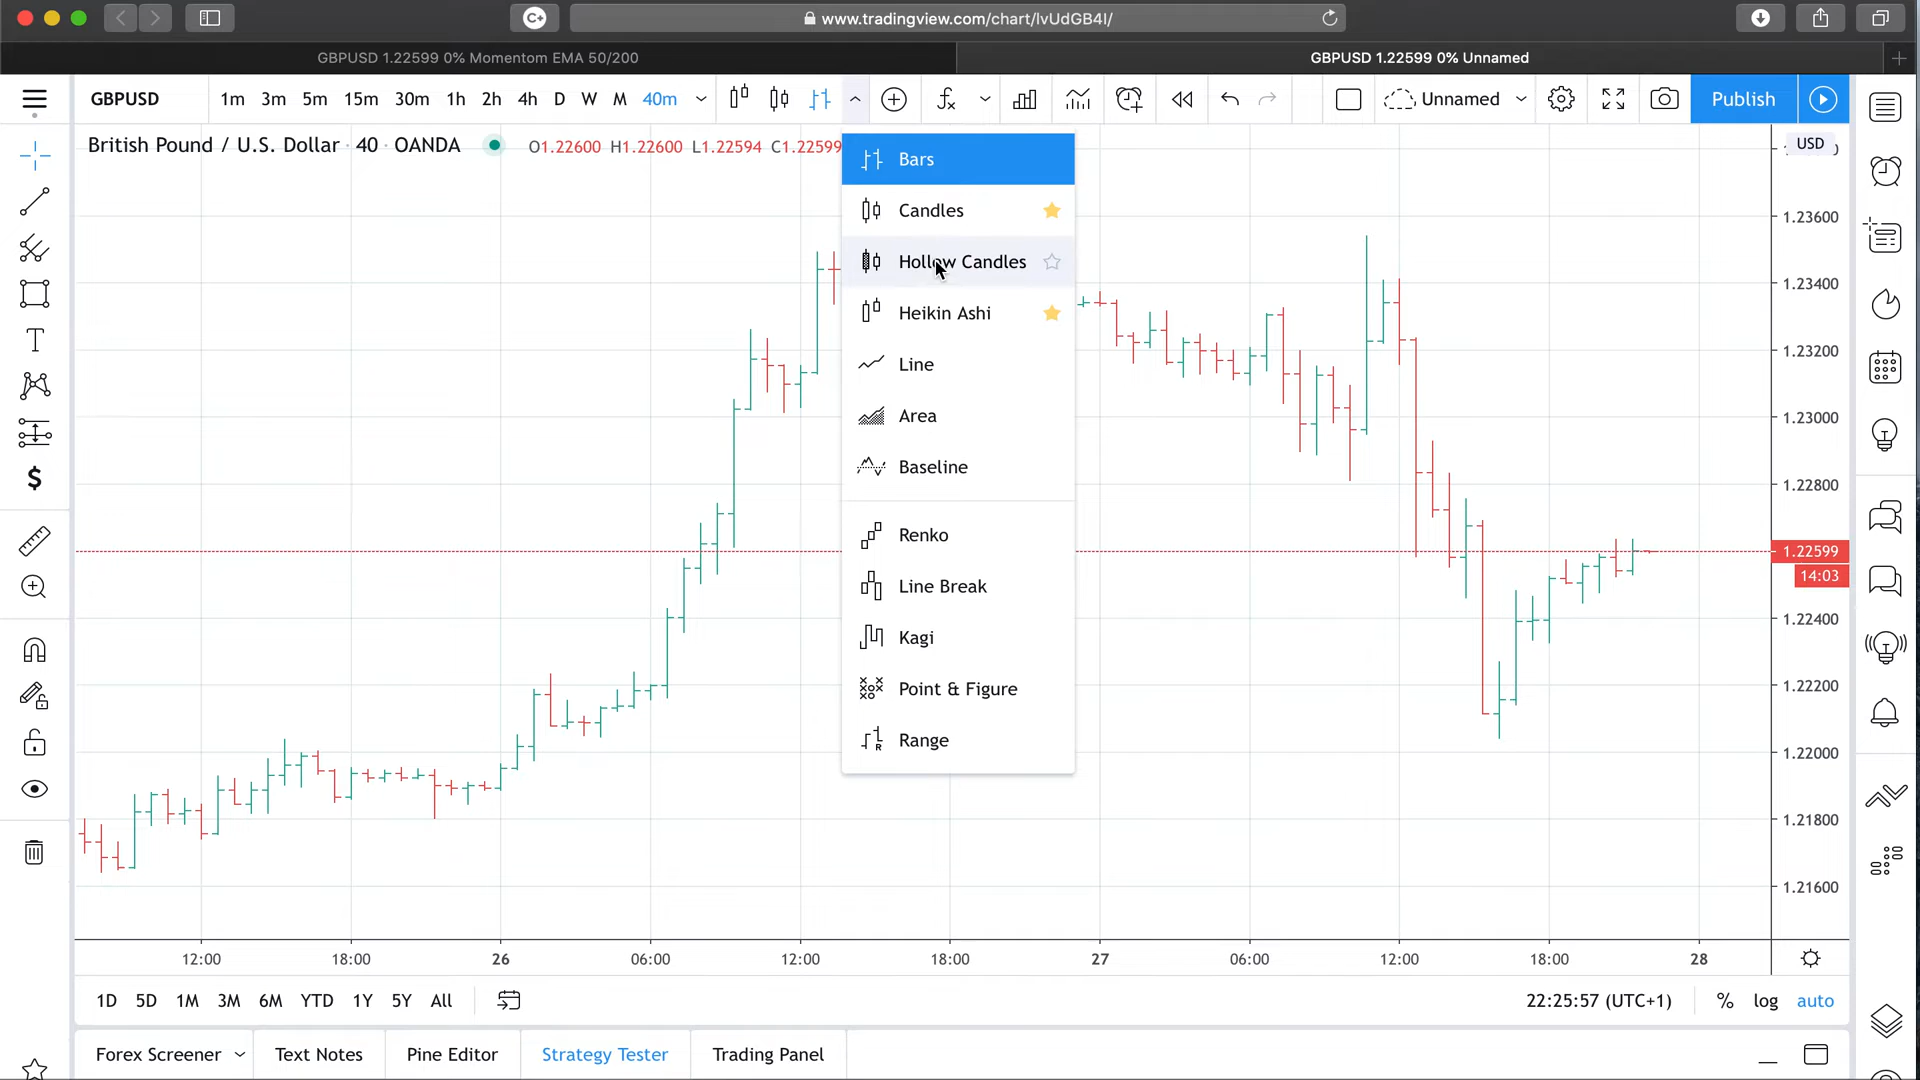 www.tradingview.com/chart/lvUdGB4I/
GBPUSD 1.22599 0% Momentom EMA 50/200
GBPUSD 1.22599 0% Unnamed
GBPUSD 1m 3m 5m 15m 30m 1h 2h 4h D W M 40m Unnamed Publish
British Pound / U.S. Dollar · 40 · OANDA O1.22600 H1.22600 L1.22594 C1.22599
USD
Bars
Candles
Hollow Candles
Heikin Ashi
Line
Area
Baseline
Renko
Line Break
Kagi
Point & Figure
Range
1.23600
1.23400
1.23200
1.23000
1.22800
1.22599
14:03
1.22400
1.22200
1.22000
1.21800
1.21600
12:00 18:00 26 06:00 12:00 18:00 27 06:00 12:00 18:00 28
1D 5D 1M 3M 6M YTD 1Y 5Y All 22:25:57 (UTC+1) % log auto
Forex Screener Text Notes Pine Editor Strategy Tester Trading Panel